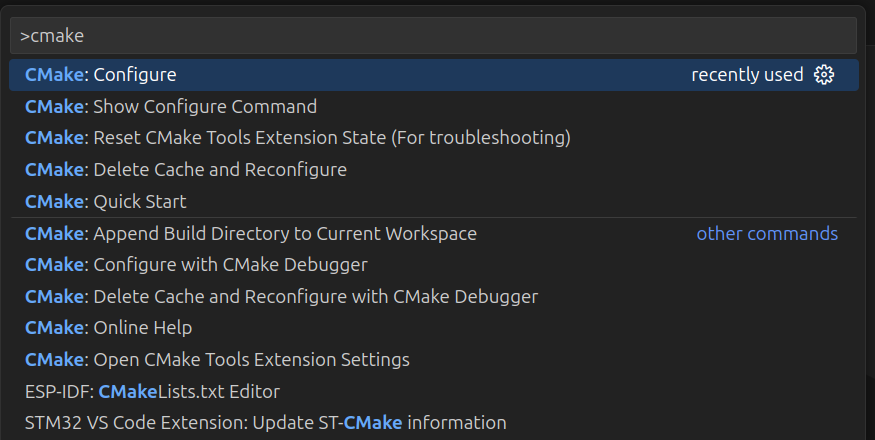 >cmake
CMake: Configure recently used
CMake: Show Configure Command
CMake: Reset CMake Tools Extension State (For troubleshooting)
CMake: Delete Cache and Reconfigure
CMake: Quick Start
CMake: Append Build Directory to Current Workspace other commands
CMake: Configure with CMake Debugger
CMake: Delete Cache and Reconfigure with CMake Debugger
CMake: Online Help
CMake: Open CMake Tools Extension Settings
ESP-IDF: CMakeLists.txt Editor
STM32 VS Code Extension: Update ST-CMake information